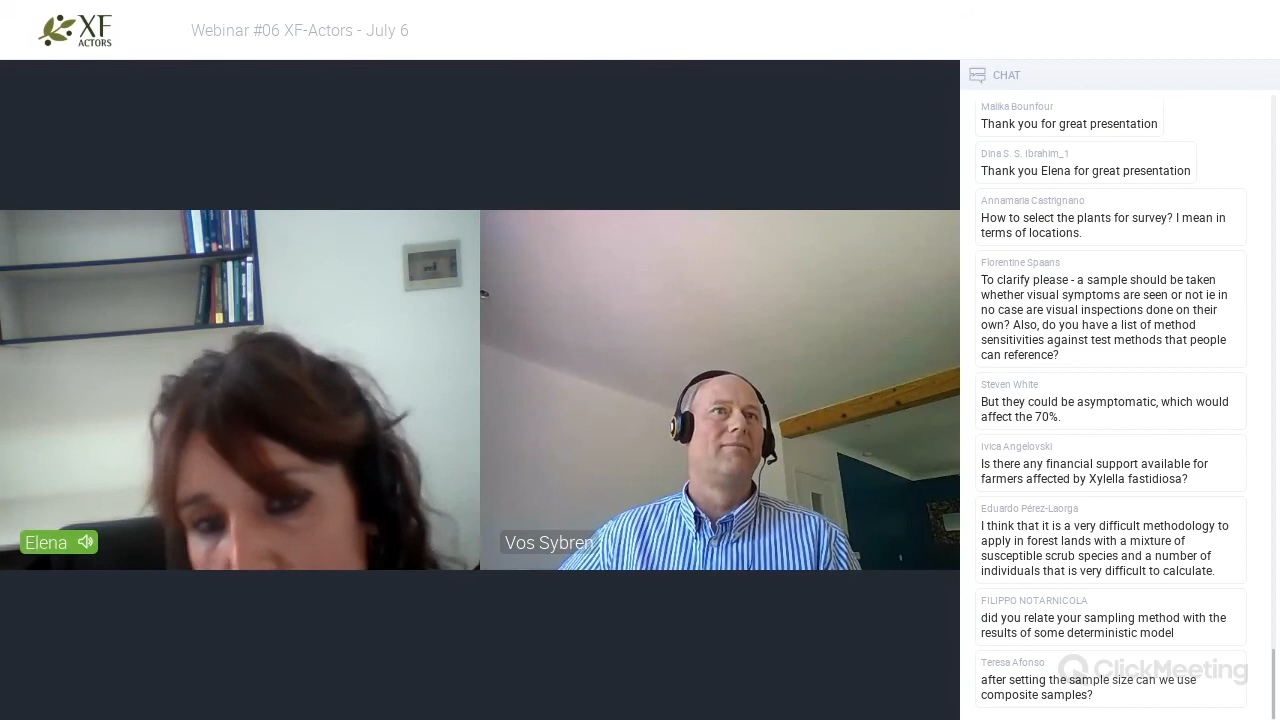 XF
ACTORS
Webinar #06 XF-Actors - July 6
Elena
Vos Sybren
CHAT
Malika Bounfour
Thank you for great presentation
Dina S. S. Ibrahim_1
Thank you Elena for great presentation
Annamaria Castrignano
How to select the plants for survey? I mean in
terms of locations.
Florentine Spaans
To clarify please - a sample should be taken
whether visual symptoms are seen or not ie in
no case are visual inspections done on their
own? Also, do you have a list of method
sensitivities against test methods that people
can reference?
Steven White
But they could be asymptomatic, which would
affect the 70%.
Ivica Angelovski
Is there any financial support available for
farmers affected by Xylella fastidiosa?
Eduardo Pérez-Laorga
I think that it is a very difficult methodology to
apply in forest lands with a mixture of
susceptible scrub species and a number of
individuals that is very difficult to calculate.
FILIPPO NOTARNICOLA
did you relate your sampling method with the
results of some deterministic model
Teresa Afonso
after setting the sample size can we use
composite samples?
ClickMeeting